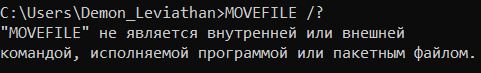 C:\Users\Demon_Leviathan>MOVEFILE /?
"MOVEFILE" не является внутренней или внешней
командой, исполняемой программой или пакетным файлом.